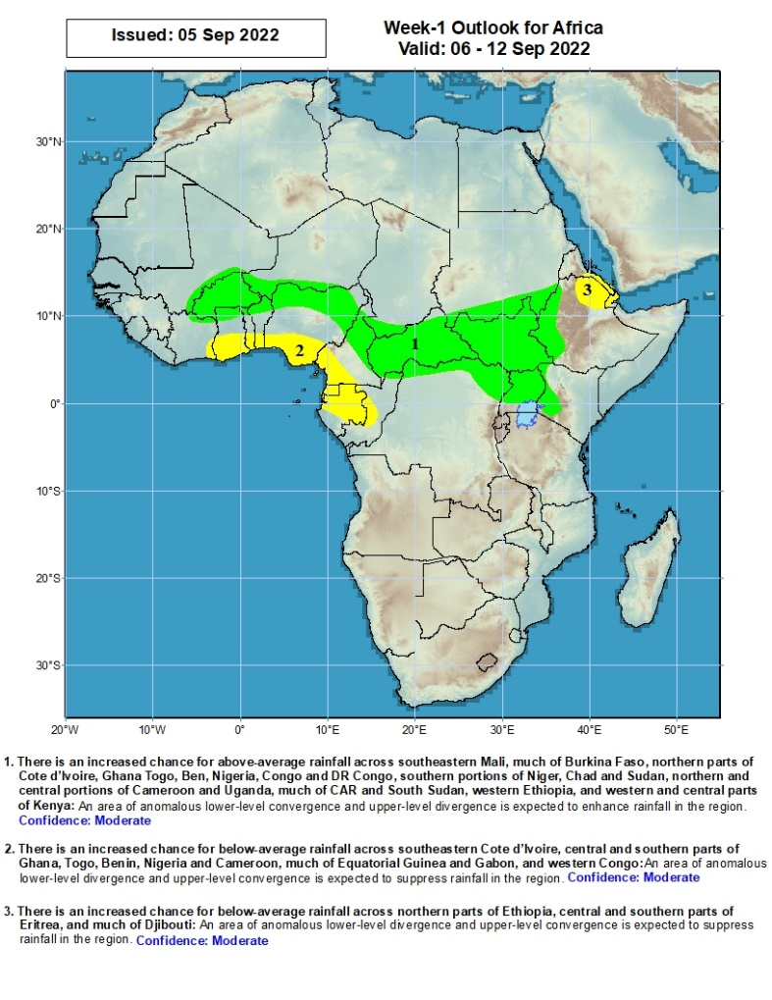 Issued: 05 Sep 2022
Week-1 Outlook for Africa
Valid: 06 - 12 Sep 2022
30°N
20°N
10°N
0°
10°S
20°S
30°S
1
2
3
20°W
10°W
0°
10°E
20°E
30°E
40°E
50°E
1. There is an increased chance for above-average rainfall across southeastern Mali, much of Burkina Faso, northern parts of
Cote d'Ivoire, Ghana Togo, Ben, Nigeria, Congo and DR Congo, southern portions of Niger, Chad and Sudan, northern and
central portions of Cameroon and Uganda, much of CAR and South Sudan, western Ethiopia, and western and central parts
of Kenya: An area of anomalous lower-level convergence and upper-level divergence is expected to enhance rainfall in the region.
Confidence: Moderate
2. There is an increased chance for below-average rainfall across southeastern Cote d'Ivoire, central and southern parts of
Ghana, Togo, Benin, Nigeria and Cameroon, much of Equatorial Guinea and Gabon, and western Congo:An area of anomalous
lower-level divergence and upper-level convergence is expected to suppress rainfall in the region. Confidence: Moderate
3. There is an increased chance for below-average rainfall across northern parts of Ethiopia, central and southern parts of
Eritrea, and much of Djibouti: An area of anomalous lower-level divergence and upper-level convergence is expected to suppress
rainfall in the region. Confidence: Moderate